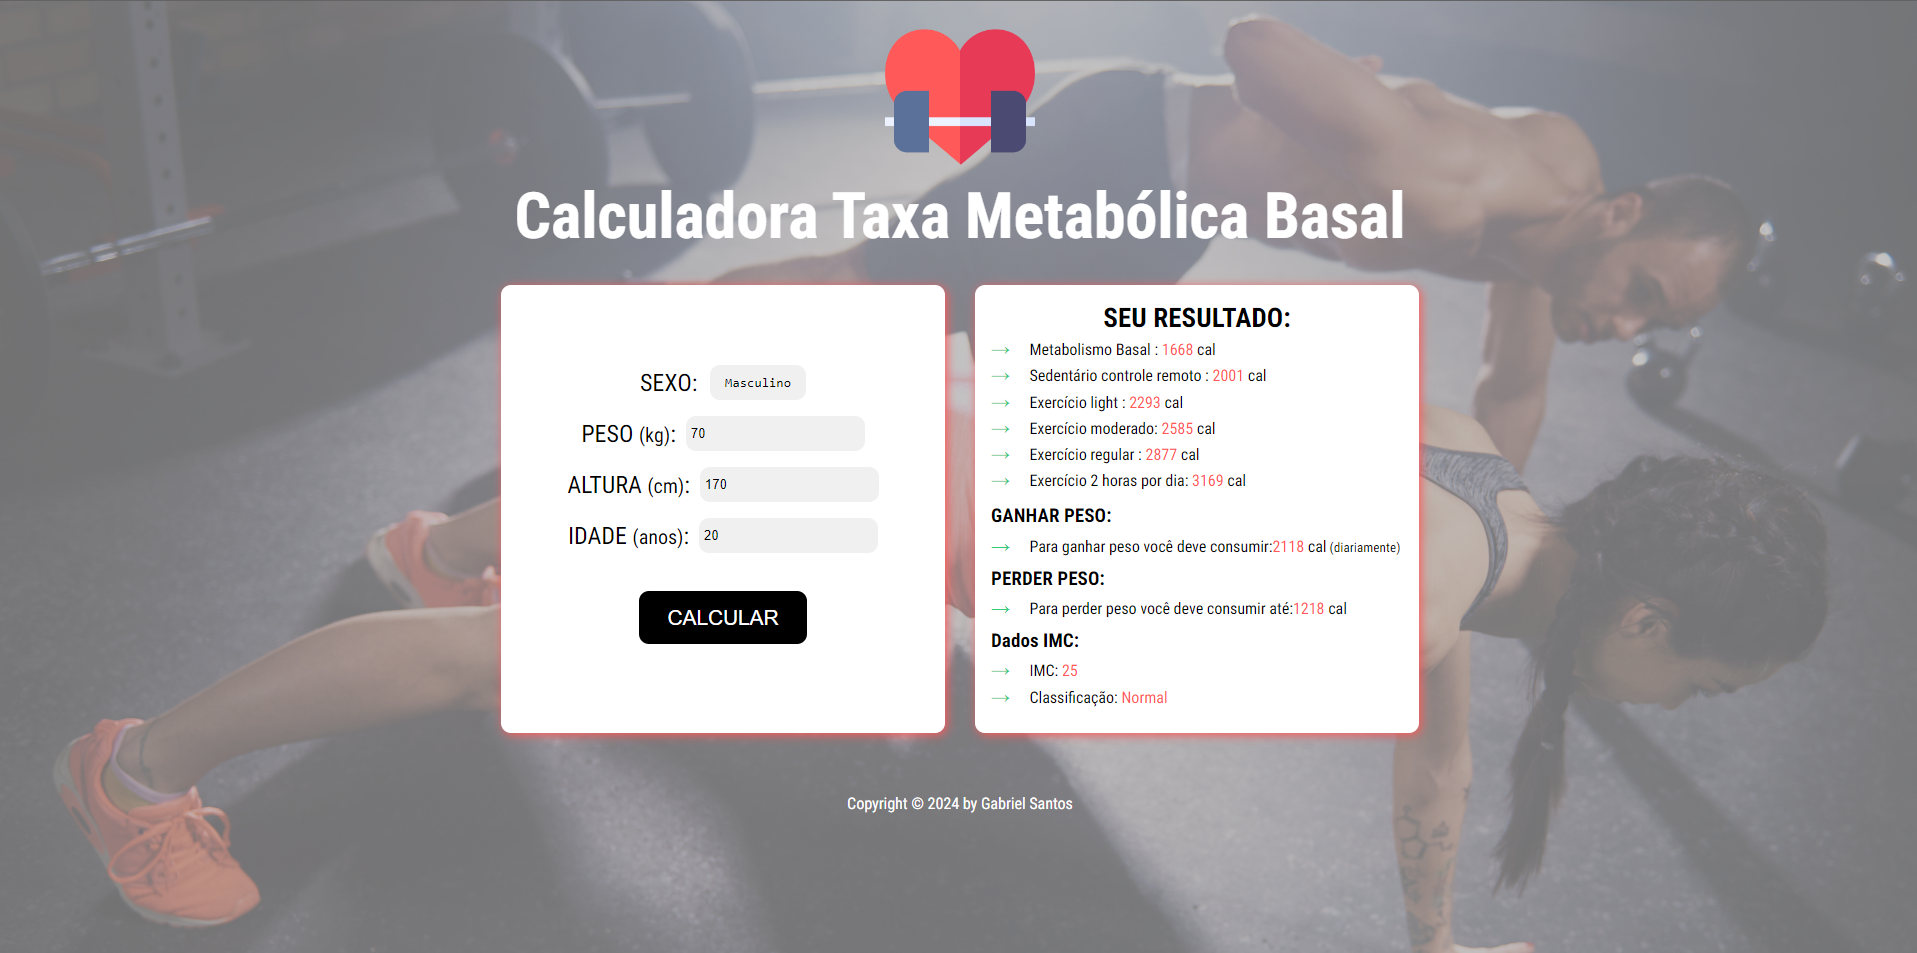 Calculadora Taxa Metabólica Basal
SEXO: Masculino
PESO (kg): 70
ALTURA (cm): 170
IDADE (anos): 20
CALCULAR
SEU RESULTADO:
→ Metabolismo Basal : 1668 cal
→ Sedentário controle remoto : 2001 cal
→ Exercício light : 2293 cal
→ Exercício moderado: 2585 cal
→ Exercício regular : 2877 cal
→ Exercício 2 horas por dia: 3169 cal
GANHAR PESO:
→ Para ganhar peso você deve consumir:2118 cal (diariamente)
PERDER PESO:
→ Para perder peso você deve consumir até:1218 cal
Dados IMC:
→ IMC: 25
→ Classificação: Normal
Copyright © 2024 by Gabriel Santos